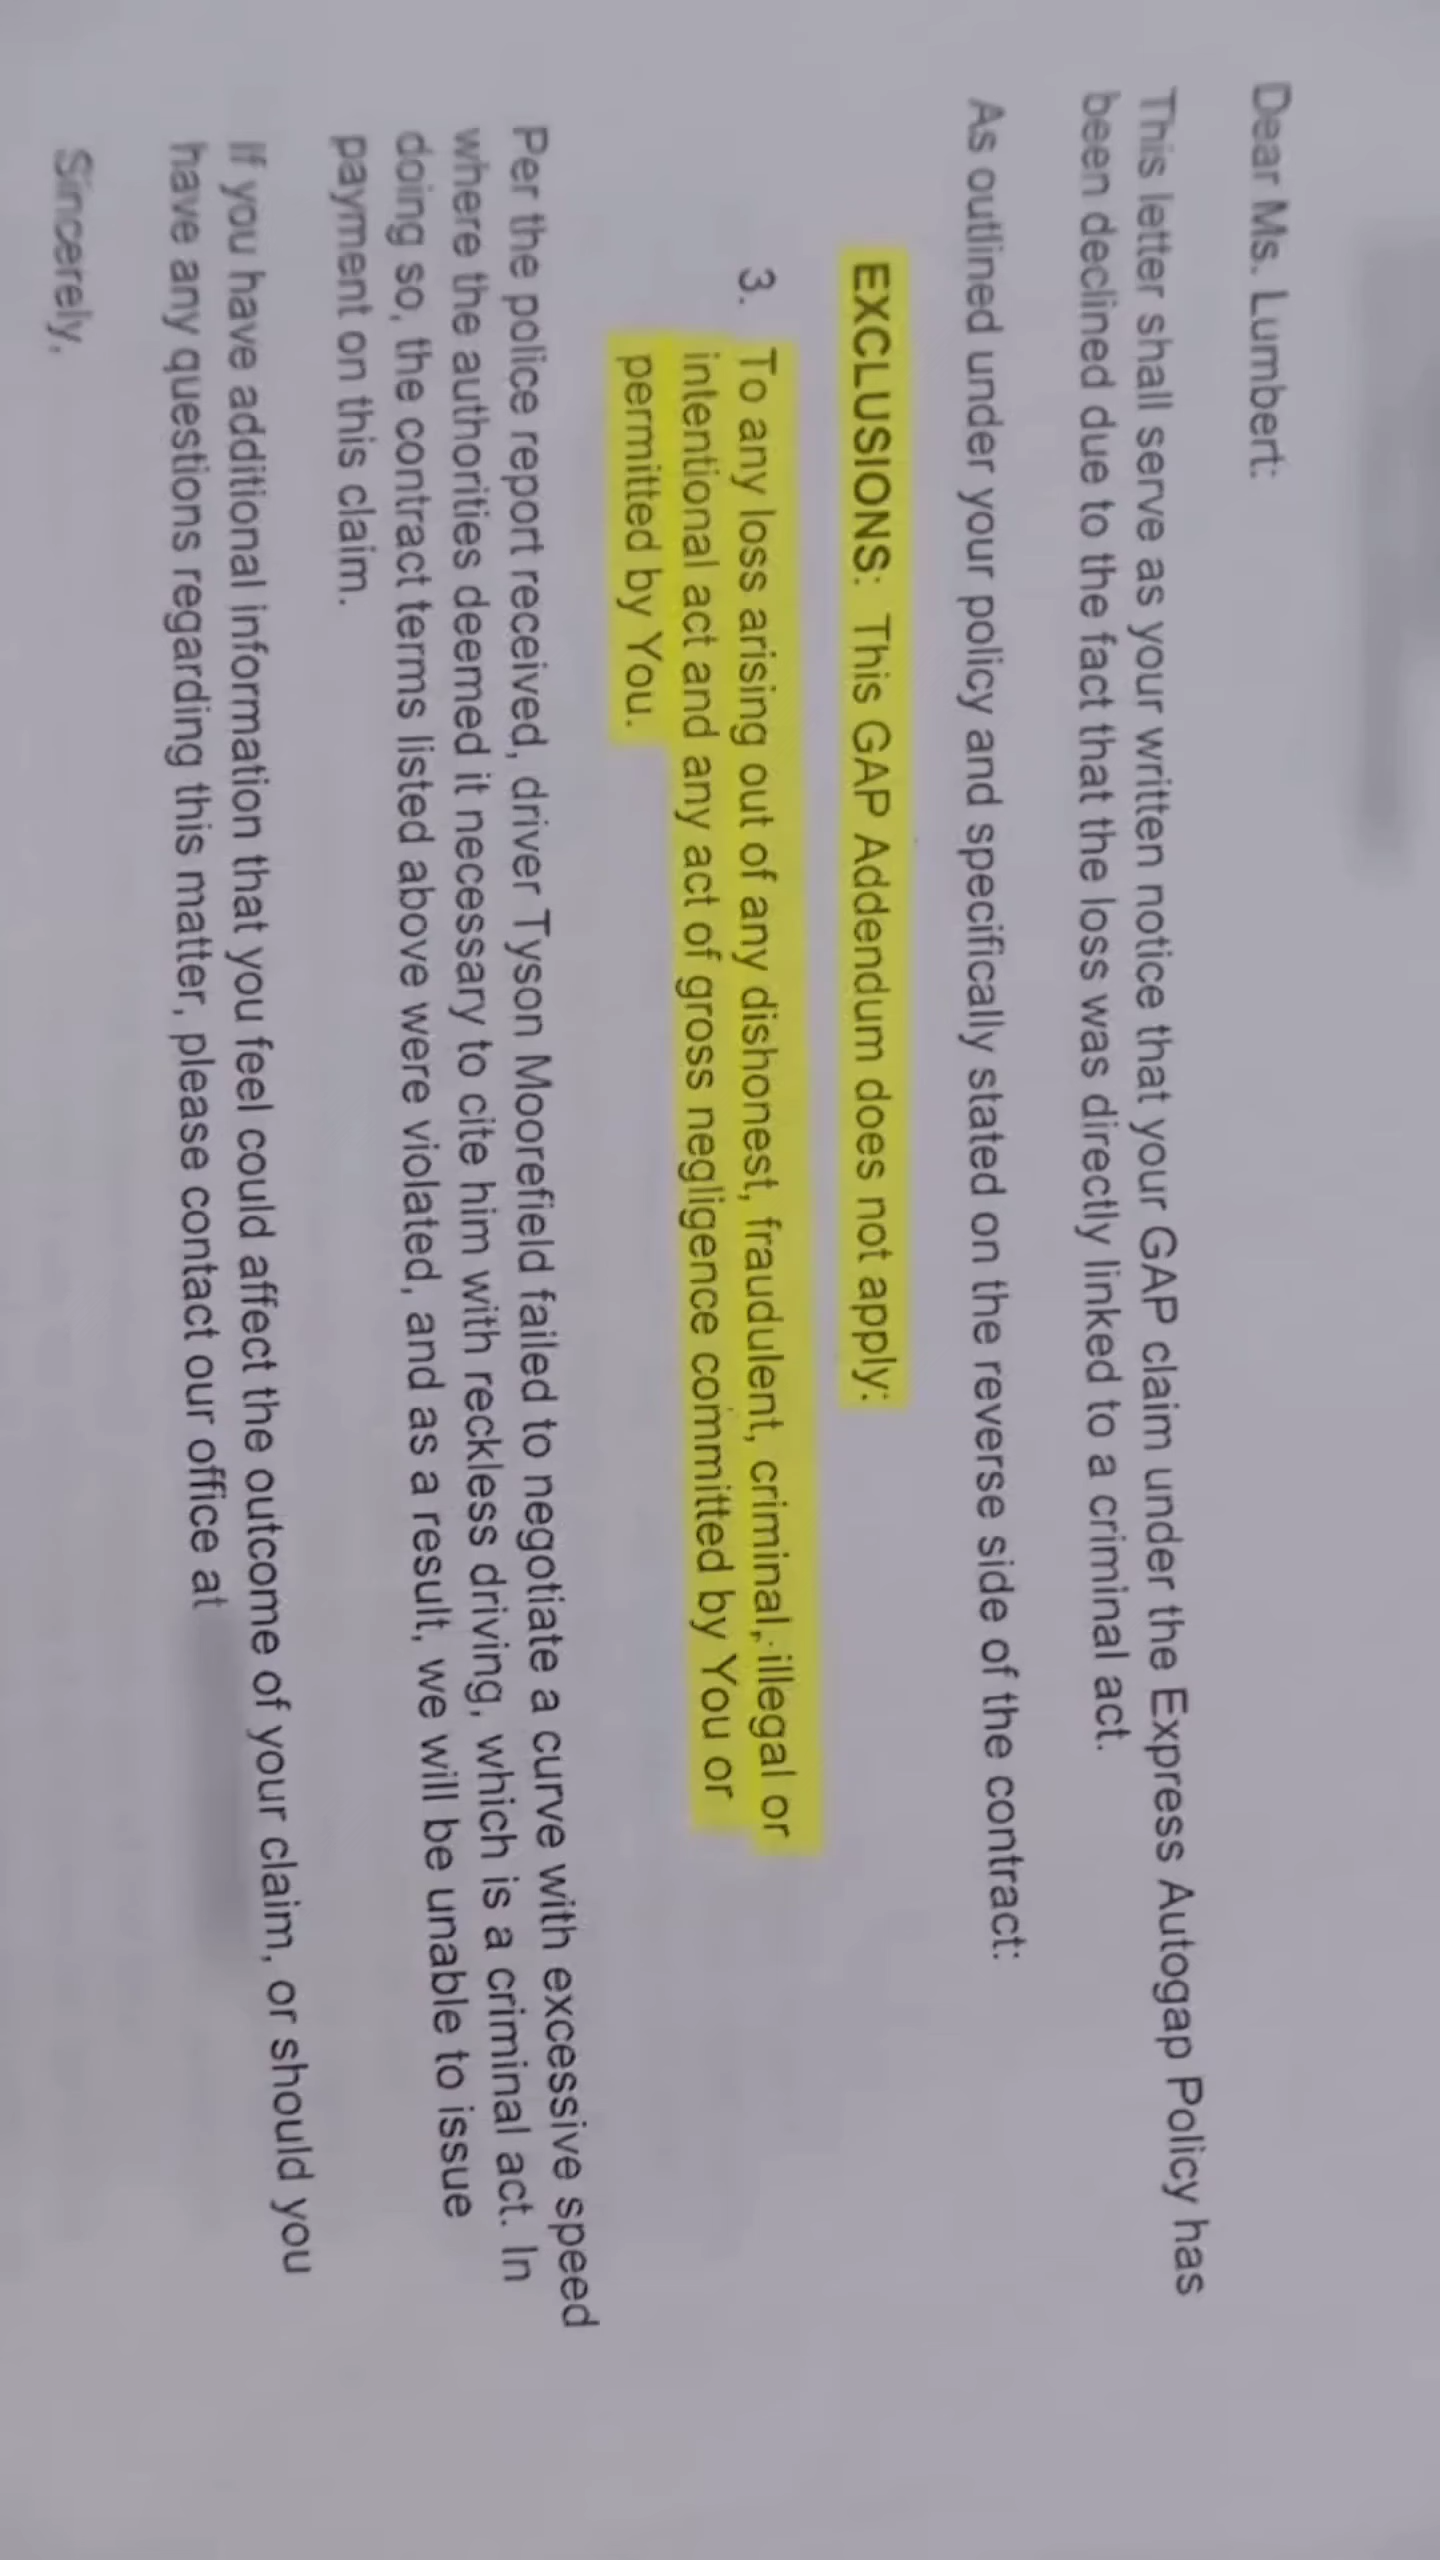 Dear Ms. Lumbert:
This letter shall serve as your written notice that your GAP claim under the Express Autogap Policy has
been declined due to the fact that the loss was directly linked to a criminal act.
As outlined under your policy and specifically stated on the reverse side of the contract:
EXCLUSIONS: This GAP Addendum does not apply:
3. To any loss arising out of any dishonest, fraudulent, criminal, illegal or
intentional act and any act of gross negligence committed by You or
permitted by You.
Per the police report received, driver Tyson Moorefield failed to negotiate a curve with excessive speed
where the authorities deemed it necessary to cite him with reckless driving, which is a criminal act. In
doing so, the contract terms listed above were violated, and as a result, we will be unable to issue
payment on this claim.
If you have additional information that you feel could affect the outcome of your claim, or should you
have any questions regarding this matter, please contact our office at
Sincerely,